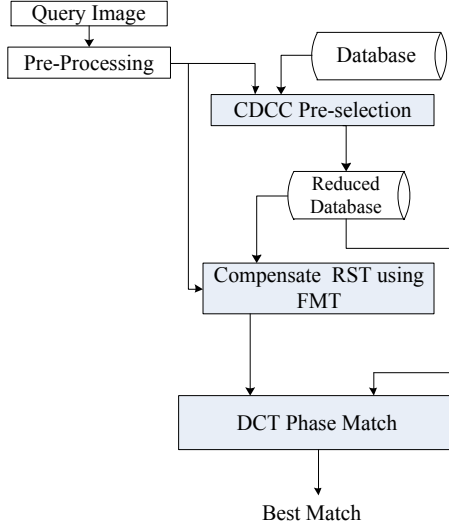 Query Image
Pre-Processing
Database
CDCC Pre-selection
Reduced
Database
Compensate RST using
FMT
DCT Phase Match
Best Match